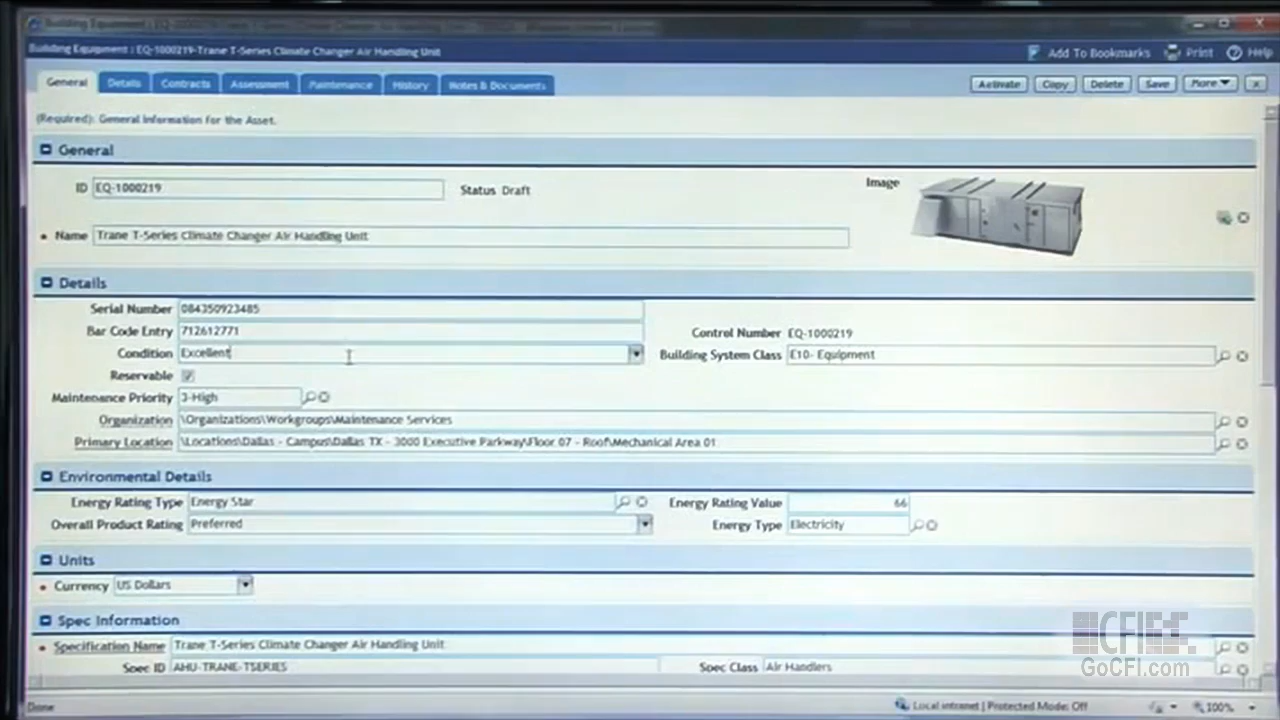 Building Equipment : EQ-1000219-Trane T-Series Climate Changer Air Handling Unit
Add To Bookmarks Print Help
General Details Contracts Assessment Maintenance History Notes & Documents Activate Copy Delete Save More x
(Required): General information for the Asset.
General
ID EQ-1000219 Status Draft Image
Name Trane T-Series Climate Changer Air Handling Unit
Details
Serial Number 084350923485
Bar Code Entry 712612771 Control Number EQ-1000219
Condition Excellent Building System Class E10- Equipment
Reservable
Maintenance Priority 3-High
Organization \Organizations\Workgroups\Maintenance Services
Primary Location \Locations\Dallas - Campus\Dallas TX - 3000 Executive Parkway\Floor 07 - Roof\Mechanical Area 01
Environmental Details
Energy Rating Type Energy Star Energy Rating Value 66
Overall Product Rating Preferred Energy Type Electricity
Units
Currency US Dollars
Spec Information
Specification Name Trane T-Series Climate Changer Air Handling Unit
Spec ID AHU-TRANE-TSERIES Spec Class Air Handlers
CFI
GoCFI.com
Done Local intranet | Protected Mode: Off 100%